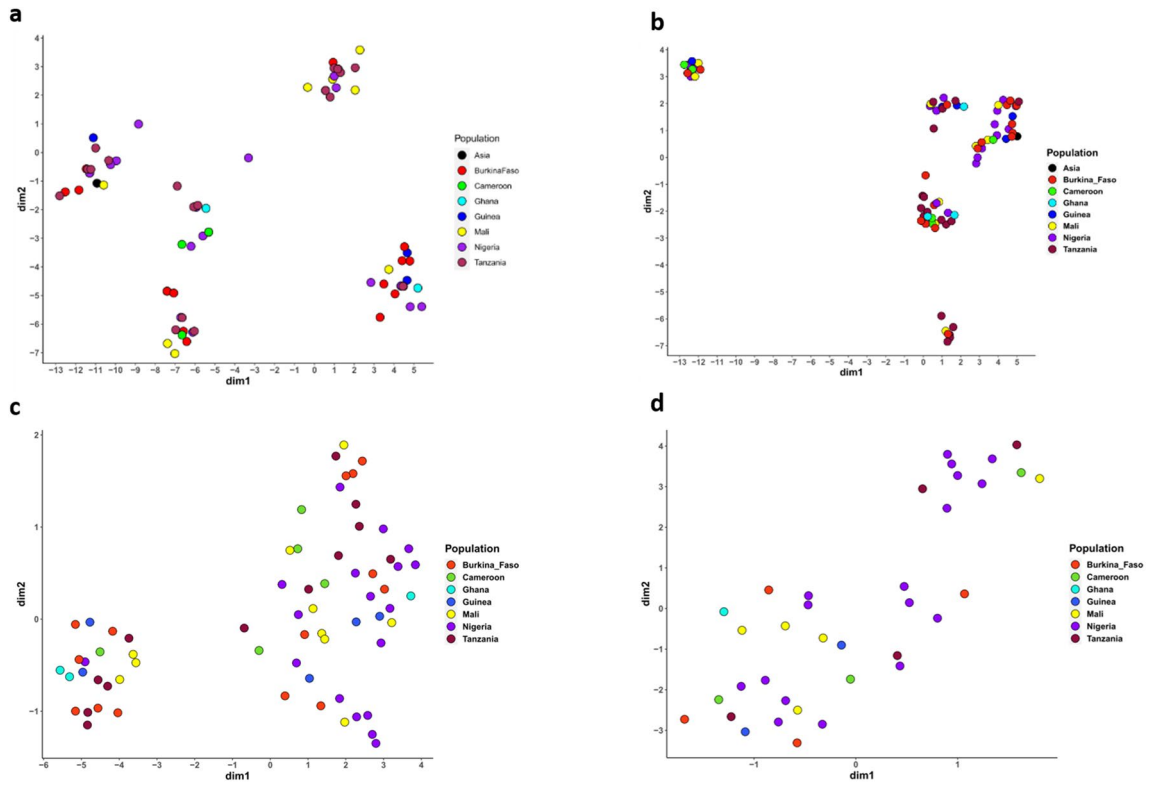 a
4
3
2
1
0
−1
−2
−3
−4
−5
−6
−7
dim2
−13 −12 −11 −10 −9 −8 −7 −6 −5 −4 −3 −2 −1 0 1 2 3 4 5
dim1
Population
Asia
BurkinaFaso
Cameroon
Ghana
Guinea
Mali
Nigeria
Tanzania
b
4
3
2
1
0
−1
−2
−3
−4
−5
−6
−7
dim2
−13 −12 −11 −10 −9 −8 −7 −6 −5 −4 −3 −2 −1 0 1 2 3 4 5
dim1
Population
Asia
Burkina_Faso
Cameroon
Ghana
Guinea
Mali
Nigeria
Tanzania
c
2
1
0
−1
dim2
−6 −5 −4 −3 −2 −1 0 1 2 3 4
dim1
Population
Burkina_Faso
Cameroon
Ghana
Guinea
Mali
Nigeria
Tanzania
d
4
3
2
1
0
−1
−2
−3
dim2
−1 0 1
dim1
Population
Burkina_Faso
Cameroon
Ghana
Guinea
Mali
Nigeria
Tanzania